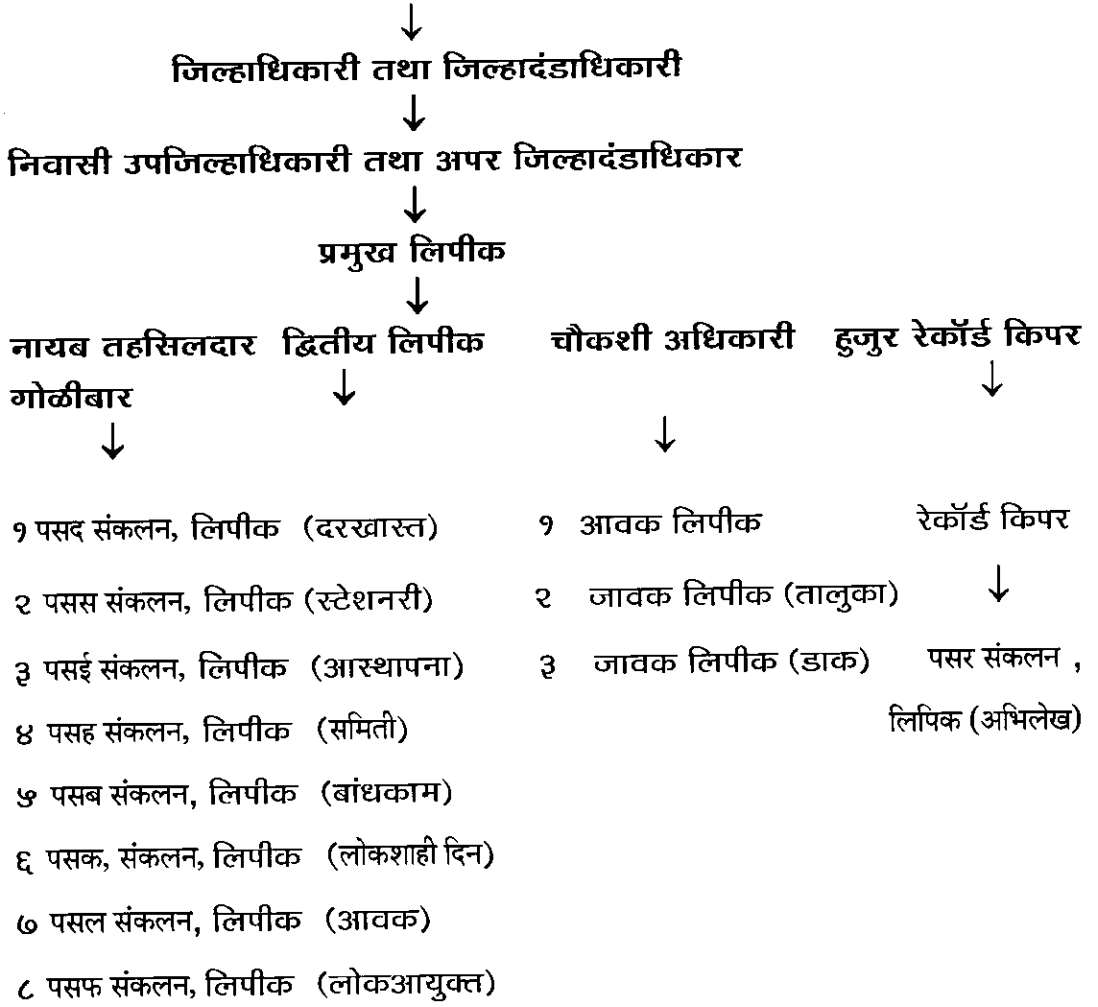 जिल्हाधिकारी तथा जिल्हादंडाधिकारी
निवासी उपजिल्हाधिकारी तथा अपर जिल्हादंडाधिकार
प्रमुख लिपीक
नायब तहसिलदार द्वितीय लिपीक चौकशी अधिकारी हुजुर रेकॉर्ड किपर
गोळीबार
१ पसद संकलन, लिपीक (दरखास्त) १ आवक लिपीक रेकॉर्ड किपर
२ पसस संकलन, लिपीक (स्टेशनरी) २ जावक लिपीक (तालुका)
३ पसई संकलन, लिपीक (आस्थापना) ३ जावक लिपीक (डाक) पसर संकलन ,
४ पसह संकलन, लिपीक (समिती) लिपिक (अभिलेख)
५ पसब संकलन, लिपीक (बांधकाम)
६ पसक, संकलन, लिपीक (लोकशाही दिन)
७ पसल संकलन, लिपीक (आवक)
८ पसफ संकलन, लिपीक (लोकआयुक्त)